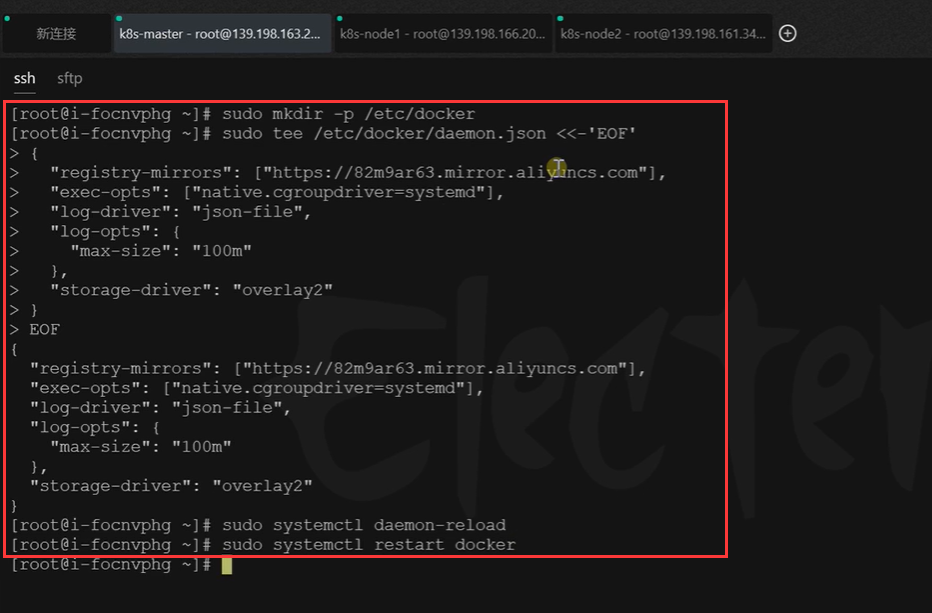 新连接
k8s-master - root@139.198.163.2...
k8s-node1 - root@139.198.166.20...
k8s-node2 - root@139.198.161.34...
ssh
sftp
[root@i-focnvphg ~]# sudo mkdir -p /etc/docker
[root@i-focnvphg ~]# sudo tee /etc/docker/daemon.json <<-'EOF'
> {
>   "registry-mirrors": ["https://82m9ar63.mirror.aliyuncs.com"],
>   "exec-opts": ["native.cgroupdriver=systemd"],
>   "log-driver": "json-file",
>   "log-opts": {
>     "max-size": "100m"
>   },
>   "storage-driver": "overlay2"
> }
> EOF
{
  "registry-mirrors": ["https://82m9ar63.mirror.aliyuncs.com"],
  "exec-opts": ["native.cgroupdriver=systemd"],
  "log-driver": "json-file",
  "log-opts": {
    "max-size": "100m"
  },
  "storage-driver": "overlay2"
}
[root@i-focnvphg ~]# sudo systemctl daemon-reload
[root@i-focnvphg ~]# sudo systemctl restart docker
[root@i-focnvphg ~]#